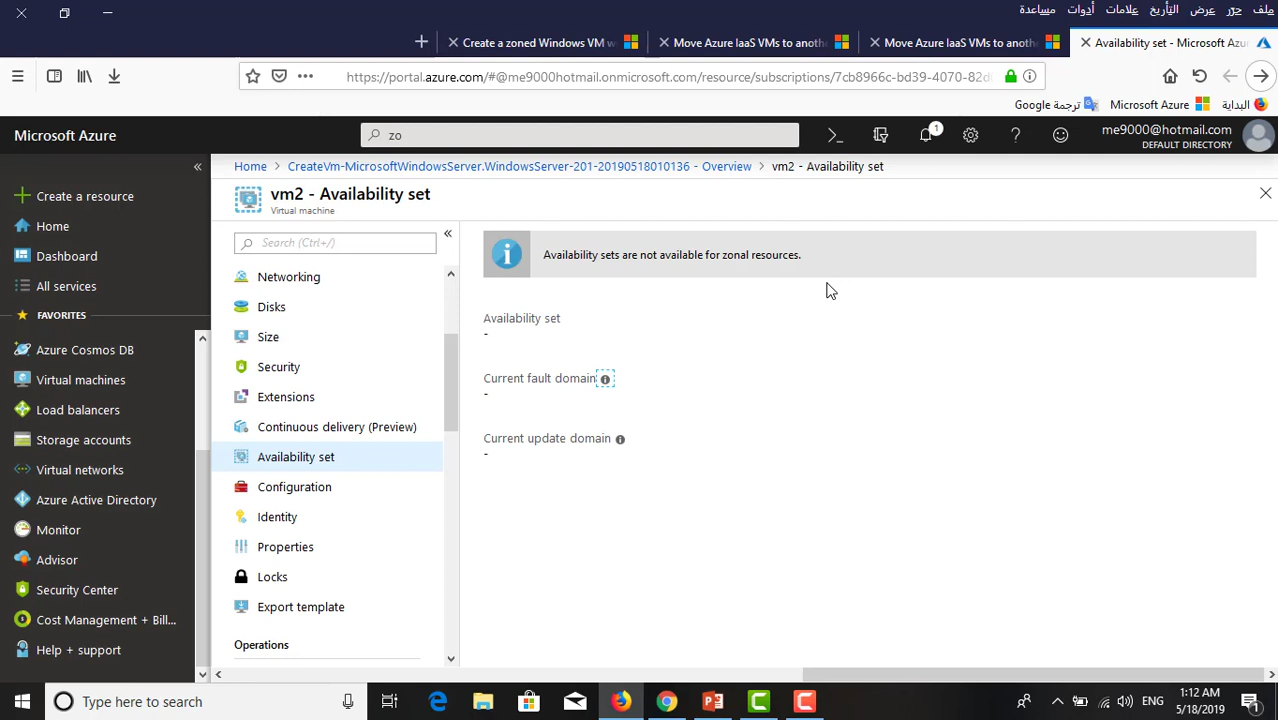 ملف حرّر عرض التأريخ علامات أدوات مساعدة
Availability set - Microsoft Azu
Move Azure IaaS VMs to anoth
Move Azure IaaS VMs to anoth
Create a zoned Windows VM w
https://portal.azure.com/#@me9000hotmail.onmicrosoft.com/resource/subscriptions/7cb8966c-bd39-4070-82d
البداية
Microsoft Azure
ترجمة Google
Microsoft Azure
zo
1
me9000@hotmail.com
DEFAULT DIRECTORY
Home > CreateVm-MicrosoftWindowsServer.WindowsServer-201-20190518010136 - Overview > vm2 - Availability set
vm2 - Availability set
Virtual machine
Create a resource
Home
Dashboard
All services
FAVORITES
Azure Cosmos DB
Virtual machines
Load balancers
Storage accounts
Virtual networks
Azure Active Directory
Monitor
Advisor
Security Center
Cost Management + Bill...
Help + support
Search (Ctrl+/)
Networking
Disks
Size
Security
Extensions
Continuous delivery (Preview)
Availability set
Configuration
Identity
Properties
Locks
Export template
Operations
Availability sets are not available for zonal resources.
Availability set
-
Current fault domain
-
Current update domain
-
Type here to search
ENG
1:12 AM
5/18/2019
1